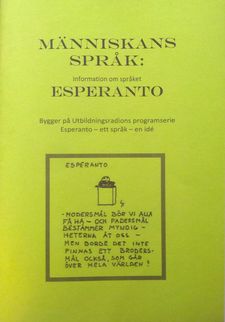 MÄNNISKANS
SPRÅK:
Information om språket
ESPERANTO
Bygger på Utbildningsradions programserie
Esperanto – ett språk – en idé
ESPERANTO
-MODERSMÅL BÖR VI ALLA
FÅ HA – OCH FADERSMÅL
BESTÄMMER MYNDIG-
HETERNA ÅT OSS –
MEN BORDE DET INTE
FINNAS ETT BRODERS-
MÅL OCKSÅ, SOM GÅR
ÖVER HELA VÄRLDEN!